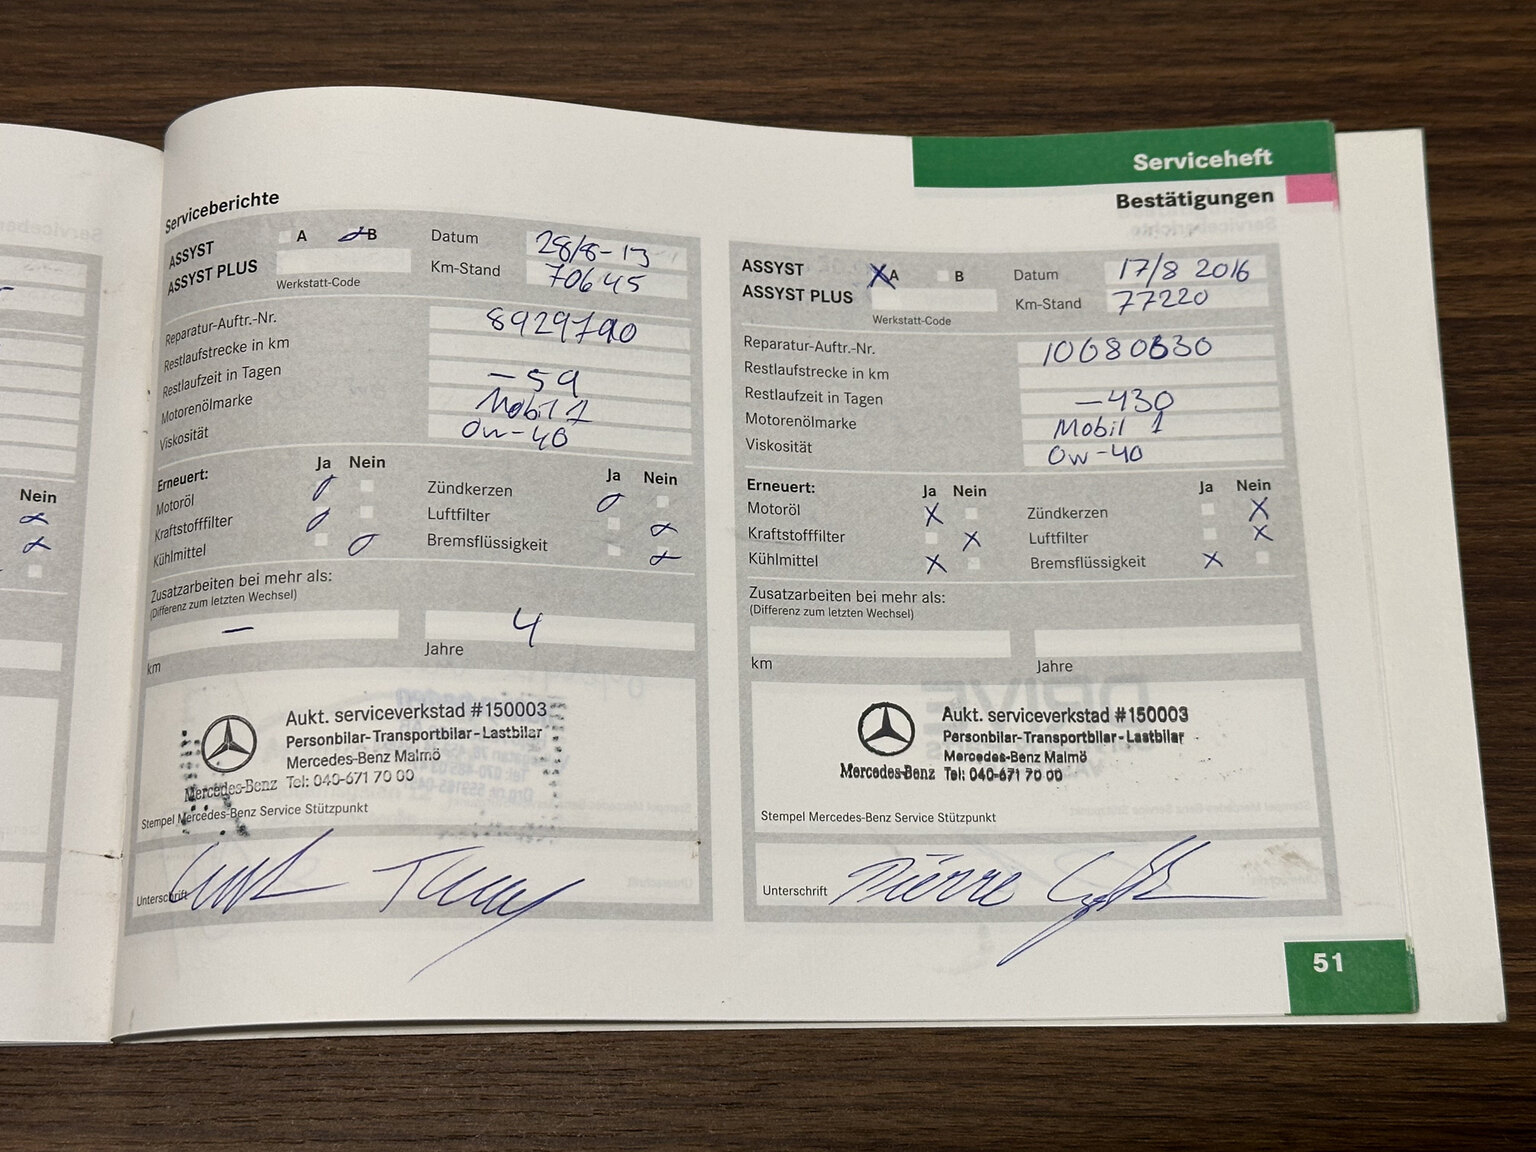 Serviceheft
Bestätigungen
Serviceberichte
ASSYST A B
ASSYST PLUS
Werkstatt-Code
Datum 28/8-13
Km-Stand 70645
Reparatur-Auftr.-Nr. 8929790
Restlaufstrecke in km
Restlaufzeit in Tagen -59
Motorenölmarke Mobil 1
Viskosität 0w-40
Erneuert: Ja Nein Ja Nein
Motoröl Zündkerzen
Kraftstofffilter Luftfilter
Kühlmittel Bremsflüssigkeit
Zusatzarbeiten bei mehr als:
(Differenz zum letzten Wechsel)
– 4
km Jahre
Aukt. serviceverkstad #150003
Personbilar-Transportbilar-Lastbilar
Mercedes-Benz Malmö
Mercedes-Benz Tel: 040-671 70 00
Stempel Mercedes-Benz Service Stützpunkt
Unterschrift
ASSYST X A B
ASSYST PLUS
Werkstatt-Code
Datum 17/8 2016
Km-Stand 77220
Reparatur-Auftr.-Nr. 10680630
Restlaufstrecke in km
Restlaufzeit in Tagen -430
Motorenölmarke Mobil 1
Viskosität 0w-40
Erneuert: Ja Nein Ja Nein
Motoröl X Zündkerzen X
Kraftstofffilter X Luftfilter X
Kühlmittel X Bremsflüssigkeit X
Zusatzarbeiten bei mehr als:
(Differenz zum letzten Wechsel)
km Jahre
Aukt. serviceverkstad #150003
Personbilar-Transportbilar-Lastbilar
Mercedes-Benz Malmö
Mercedes-Benz Tel: 040-671 70 00
Stempel Mercedes-Benz Service Stützpunkt
Unterschrift Pierre
51
Nein